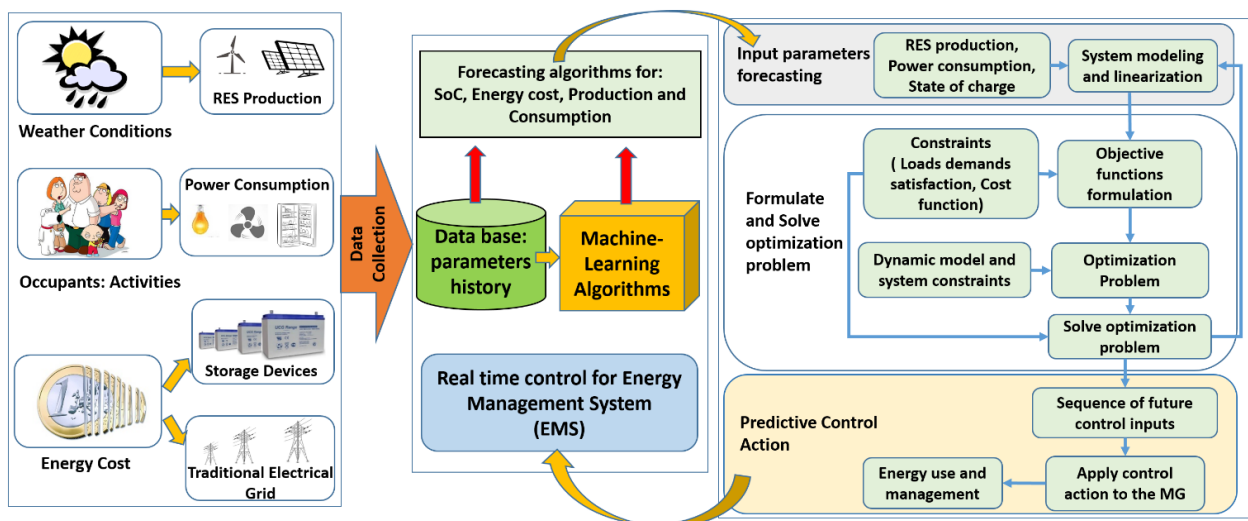 RES Production
Weather Conditions
Power Consumption
Occupants: Activities
Storage Devices
Energy Cost
Traditional Electrical
Grid
Data
Collection
Forecasting algorithms for:
SoC, Energy cost, Production and
Consumption
Data base:
parameters
history
Machine-
Learning
Algorithms
Real time control for Energy
Management System
(EMS)
Input parameters
forecasting
RES production,
Power consumption,
State of charge
System modeling
and linearization
Formulate
and Solve
optimization
problem
Constraints
( Loads demands
satisfaction, Cost
function)
Objective
functions
formulation
Dynamic model and
system constraints
Optimization
Problem
Solve optimization
problem
Predictive Control
Action
Sequence of future
control inputs
Energy use and
management
Apply control
action to the MG